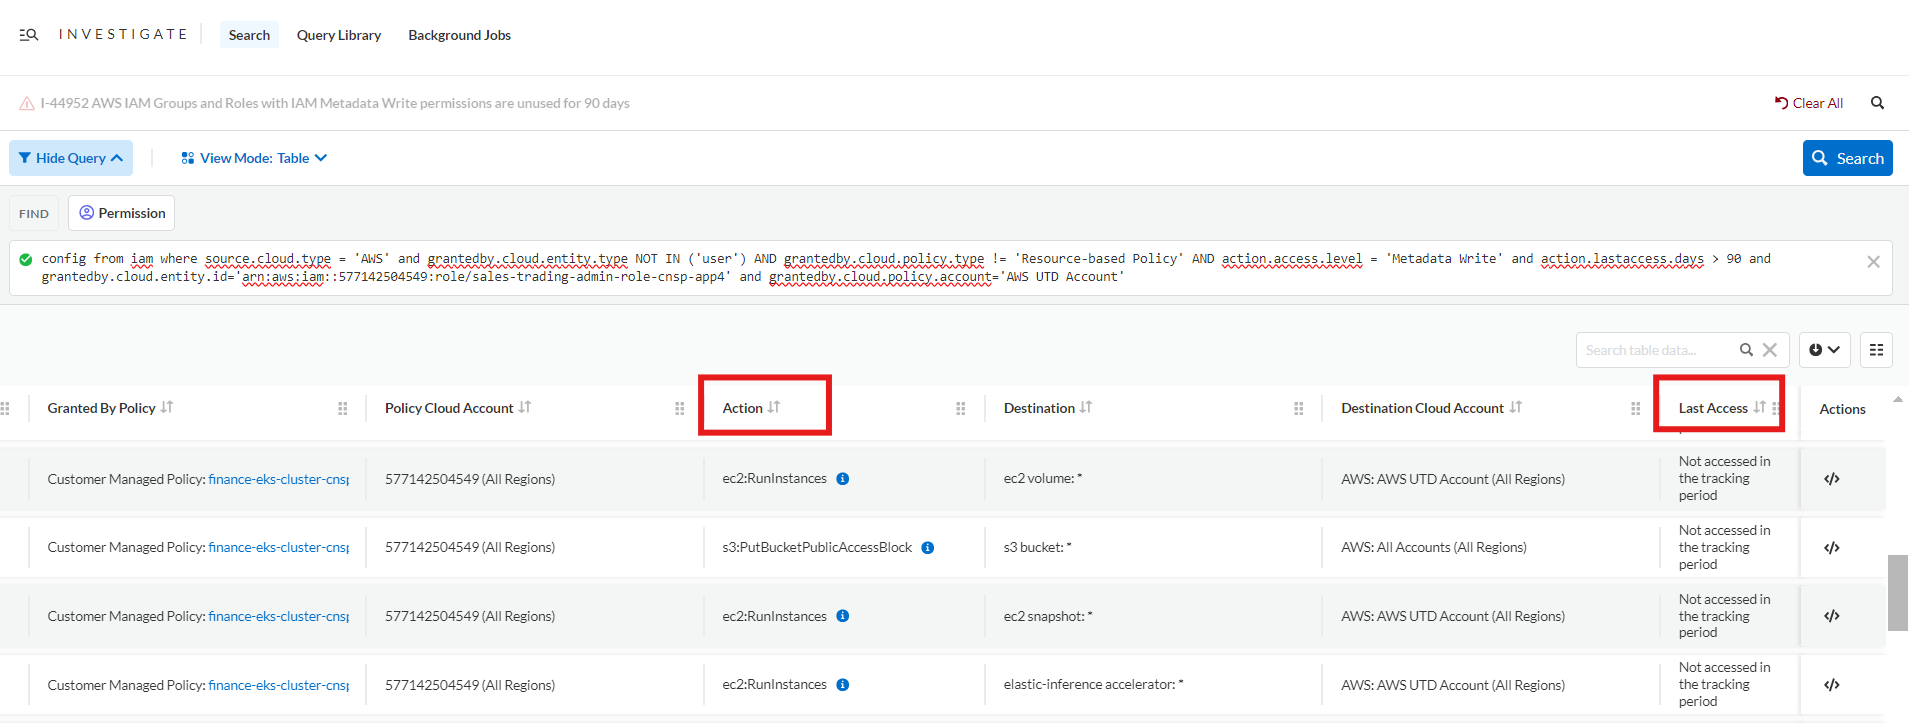 INVESTIGATE Search Query Library Background Jobs
I-44952 AWS IAM Groups and Roles with IAM Metadata Write permissions are unused for 90 days Clear All
Hide Query View Mode: Table Search
FIND Permission
config from iam where source.cloud.type = 'AWS' and grantedby.cloud.entity.type NOT IN ('user') AND grantedby.cloud.policy.type != 'Resource-based Policy' AND action.access.level = 'Metadata Write' and action.lastaccess.days > 90 and
grantedby.cloud.entity.id='arn:aws:iam::577142504549:role/sales-trading-admin-role-cnsp-app4' and grantedby.cloud.policy.account='AWS UTD Account'
Search table data...
Granted By Policy Policy Cloud Account Action Destination Destination Cloud Account Last Access Actions
Customer Managed Policy: finance-eks-cluster-cnsp 577142504549 (All Regions) ec2:RunInstances ec2 volume: * AWS: AWS UTD Account (All Regions) Not accessed in
the tracking
period
Customer Managed Policy: finance-eks-cluster-cnsp 577142504549 (All Regions) s3:PutBucketPublicAccessBlock s3 bucket: * AWS: All Accounts (All Regions) Not accessed in
the tracking
period
Customer Managed Policy: finance-eks-cluster-cnsp 577142504549 (All Regions) ec2:RunInstances ec2 snapshot: * AWS: AWS UTD Account (All Regions) Not accessed in
the tracking
period
Customer Managed Policy: finance-eks-cluster-cnsp 577142504549 (All Regions) ec2:RunInstances elastic-inference accelerator: * AWS: AWS UTD Account (All Regions) Not accessed in
the tracking
period